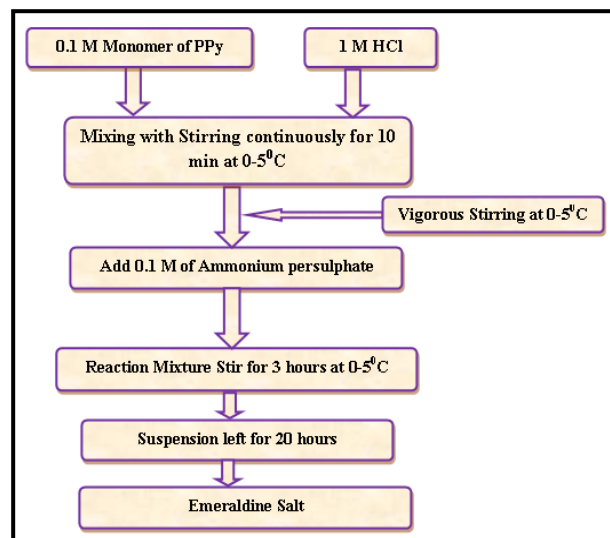 0.1 M Monomer of PPy
1 M HCl
Mixing with Stirring continuously for 10
min at 0-5⁰C
Vigorous Stirring at 0-5⁰C
Add 0.1 M of Ammonium persulphate
Reaction Mixture Stir for 3 hours at 0-5⁰C
Suspension left for 20 hours
Emeraldine Salt